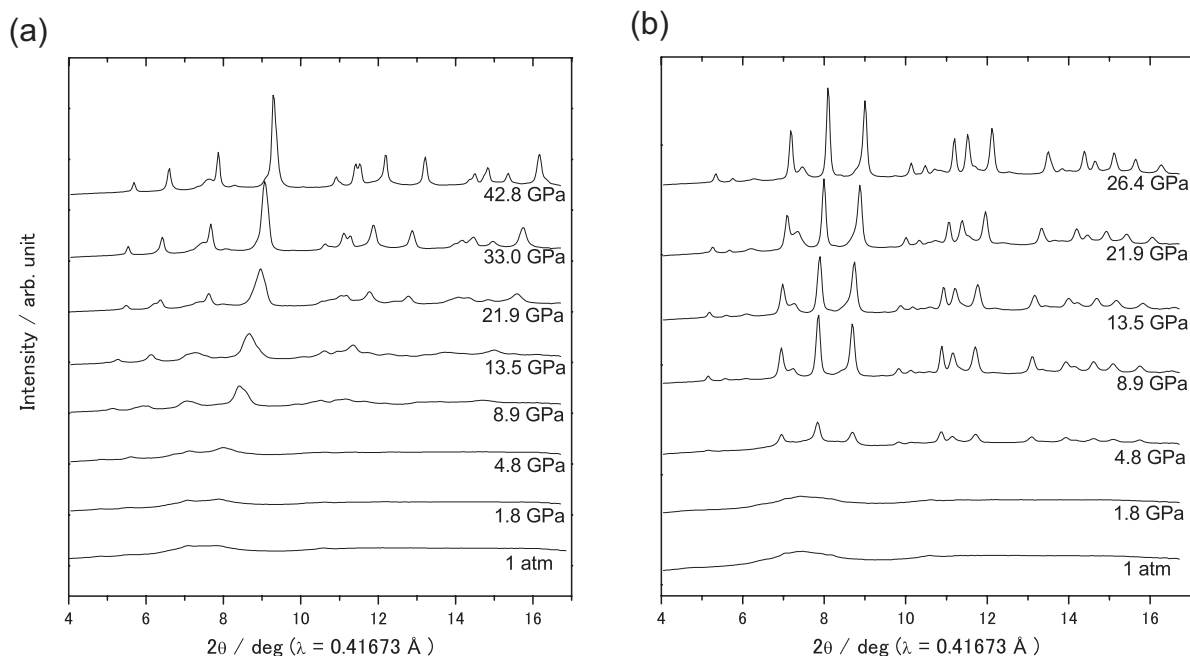 (a)
Intensity / arb. unit
42.8 GPa
33.0 GPa
21.9 GPa
13.5 GPa
8.9 GPa
4.8 GPa
1.8 GPa
1 atm
4 6 8 10 12 14 16
2θ / deg (λ = 0.41673 Å )
(b)
26.4 GPa
21.9 GPa
13.5 GPa
8.9 GPa
4.8 GPa
1.8 GPa
1 atm
4 6 8 10 12 14 16
2θ / deg (λ = 0.41673 Å )